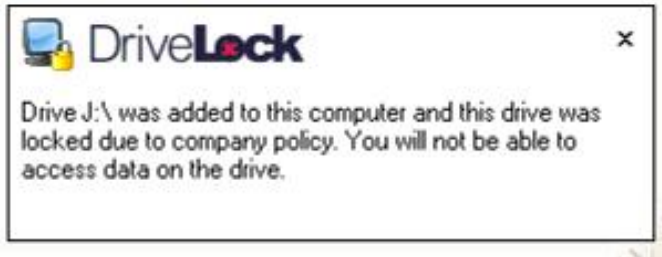 DriveLock
Drive J:\ was added to this computer and this drive was
locked due to company policy. You will not be able to
access data on the drive.